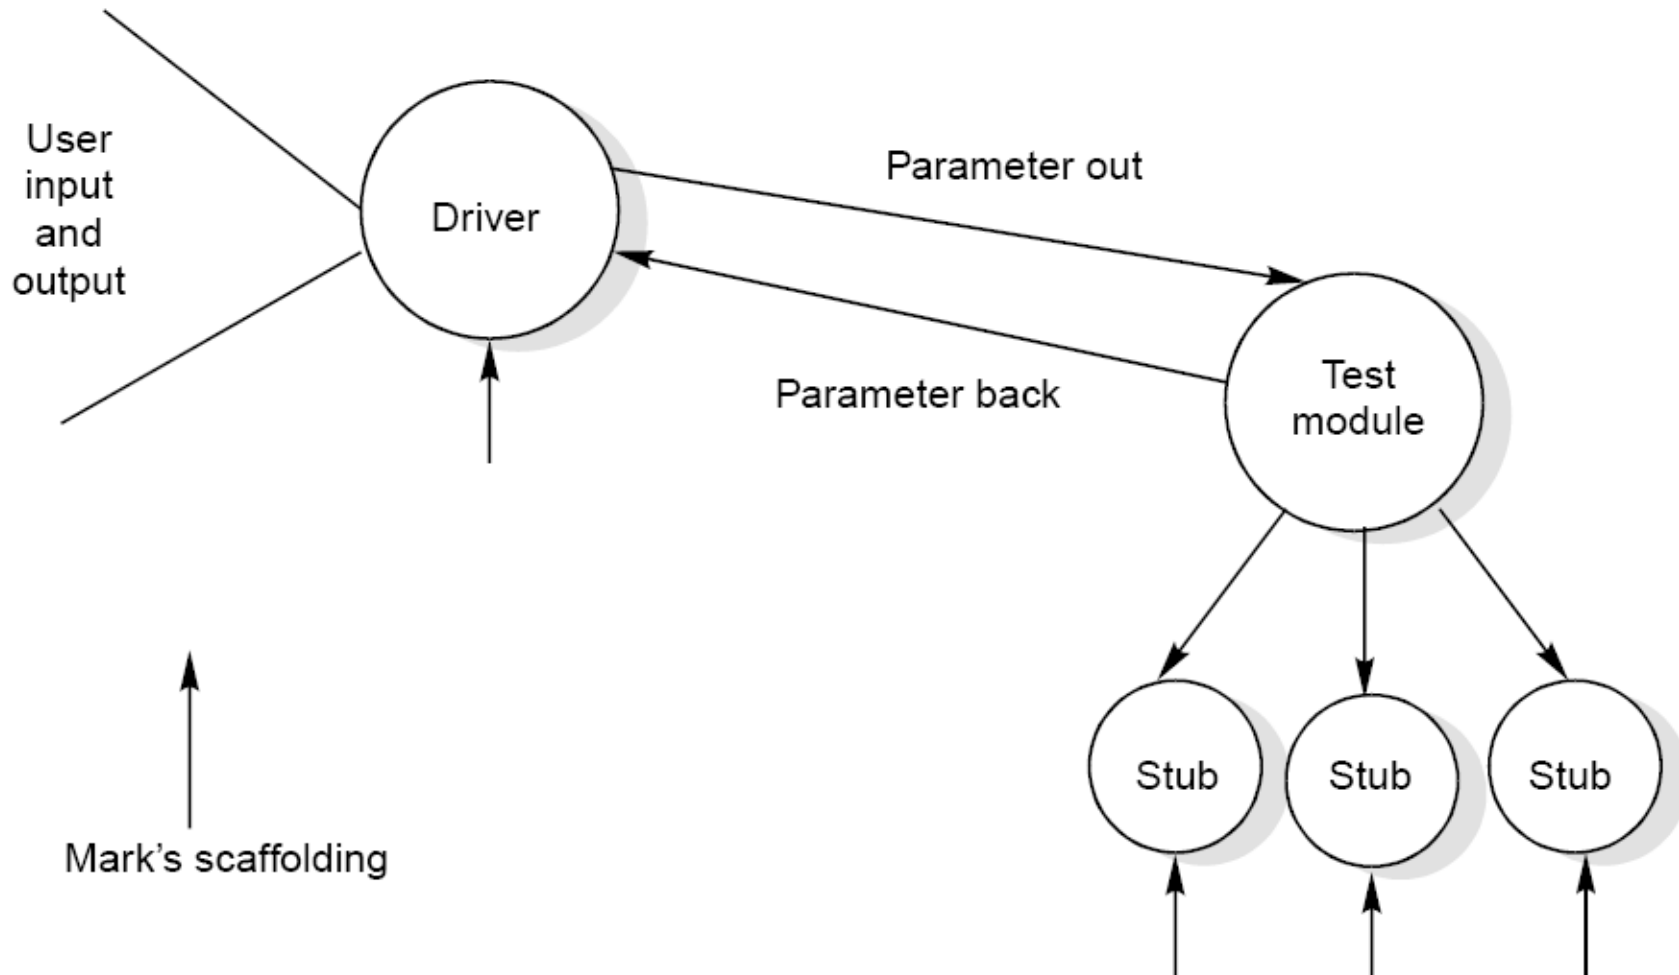 User
input
and
output
Driver
Parameter out
Parameter back
Test
module
Stub
Stub
Stub
Mark’s scaffolding